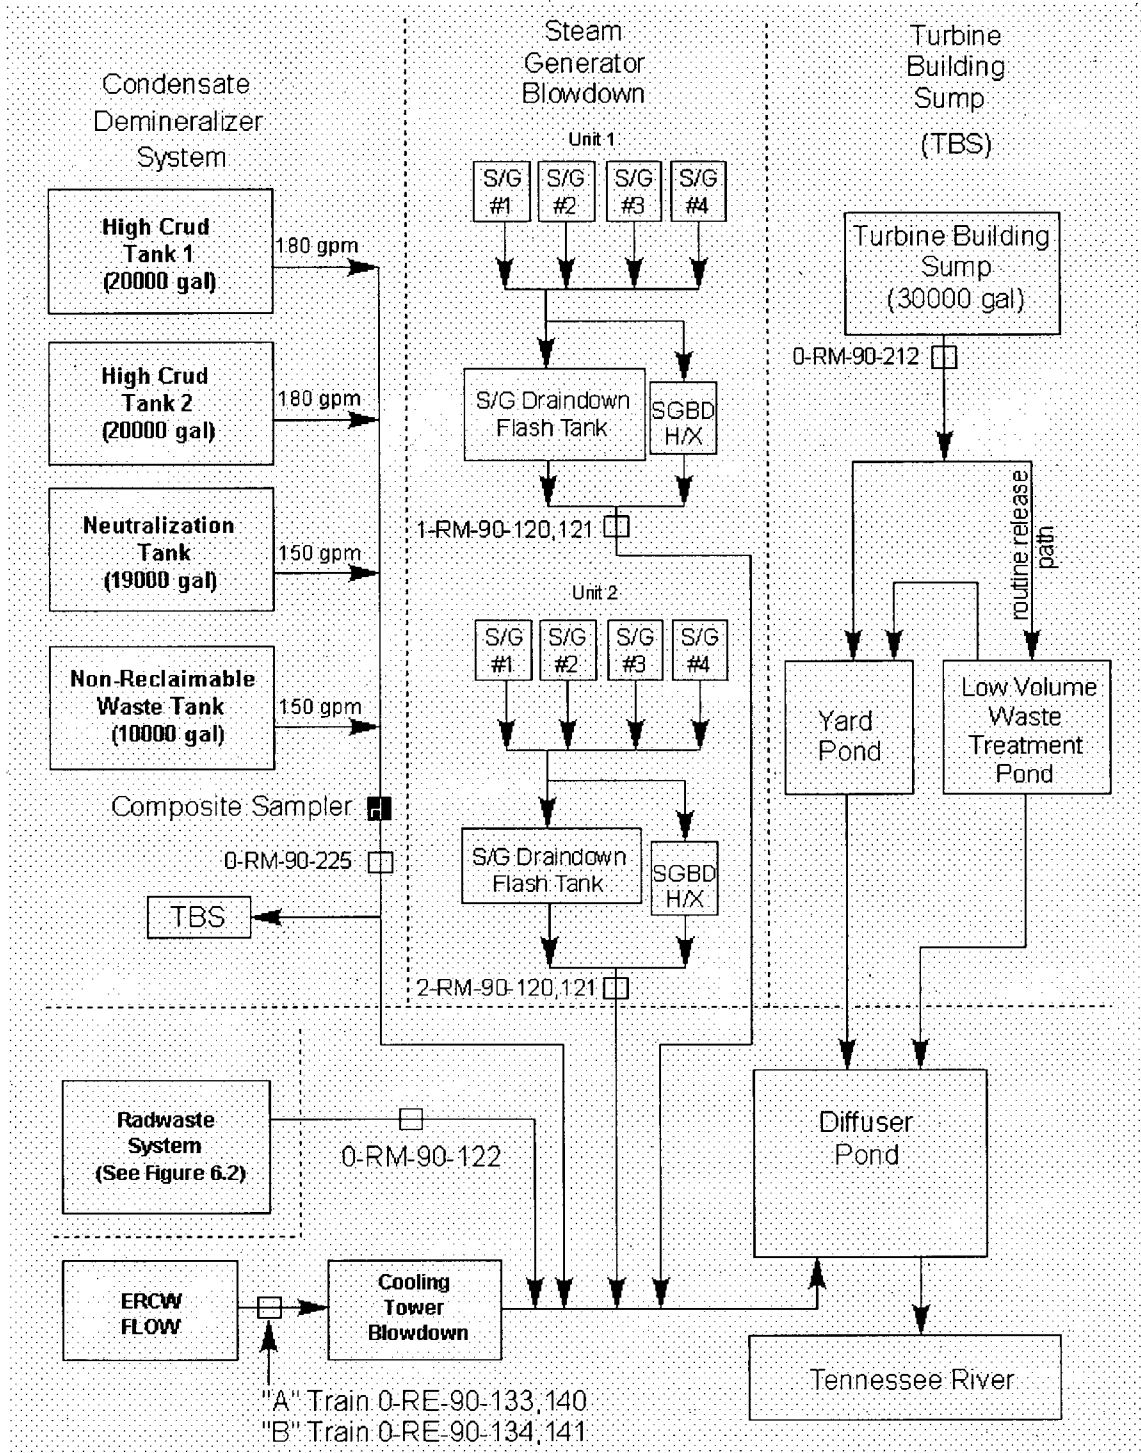 Condensate
Demineralizer
System
High Crud
Tank 1
(20000 gal)
180 gpm
High Crud
Tank 2
(20000 gal)
180 gpm
Neutralization
Tank
(19000 gal)
150 gpm
Non-Reclaimable
Waste Tank
(10000 gal)
150 gpm
Composite Sampler
0-RM-90-225
TBS
Steam
Generator
Blowdown
Unit 1
S/G
#1
S/G
#2
S/G
#3
S/G
#4
S/G Draindown
Flash Tank
SGBD
H/X
1-RM-90-120,121
Unit 2
S/G
#1
S/G
#2
S/G
#3
S/G
#4
S/G Draindown
Flash Tank
SGBD
H/X
2-RM-90-120,121
Turbine
Building
Sump
(TBS)
Turbine Building
Sump
(30000 gal)
0-RM-90-212
routine release
path
Yard
Pond
Low Volume
Waste
Treatment
Pond
Radwaste
System
(See Figure 6.2)
0-RM-90-122
Diffuser
Pond
ERCW
FLOW
Cooling
Tower
Blowdown
"A" Train 0-RE-90-133,140
"B" Train 0-RE-90-134,141
Tennessee River